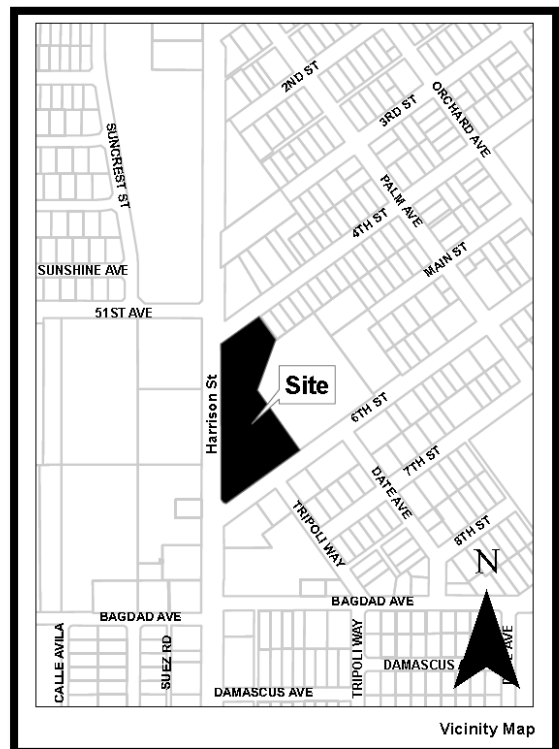 2ND ST
ORCHARD AVE
3RD ST
SUNCREST ST
PALM AVE
4TH ST
MAIN ST
SUNSHINE AVE
51ST AVE
Harrison St
Site
6TH ST
7TH ST
DATE AVE
TRIPOLI WAY
8TH ST
N
BAGDAD AVE
BAGDAD AVE
CALLE AVILA
SUEZ RD
TRIPOLI WAY
DAMASCUS
AVE
DAMASCUS AVE
Vicinity Map